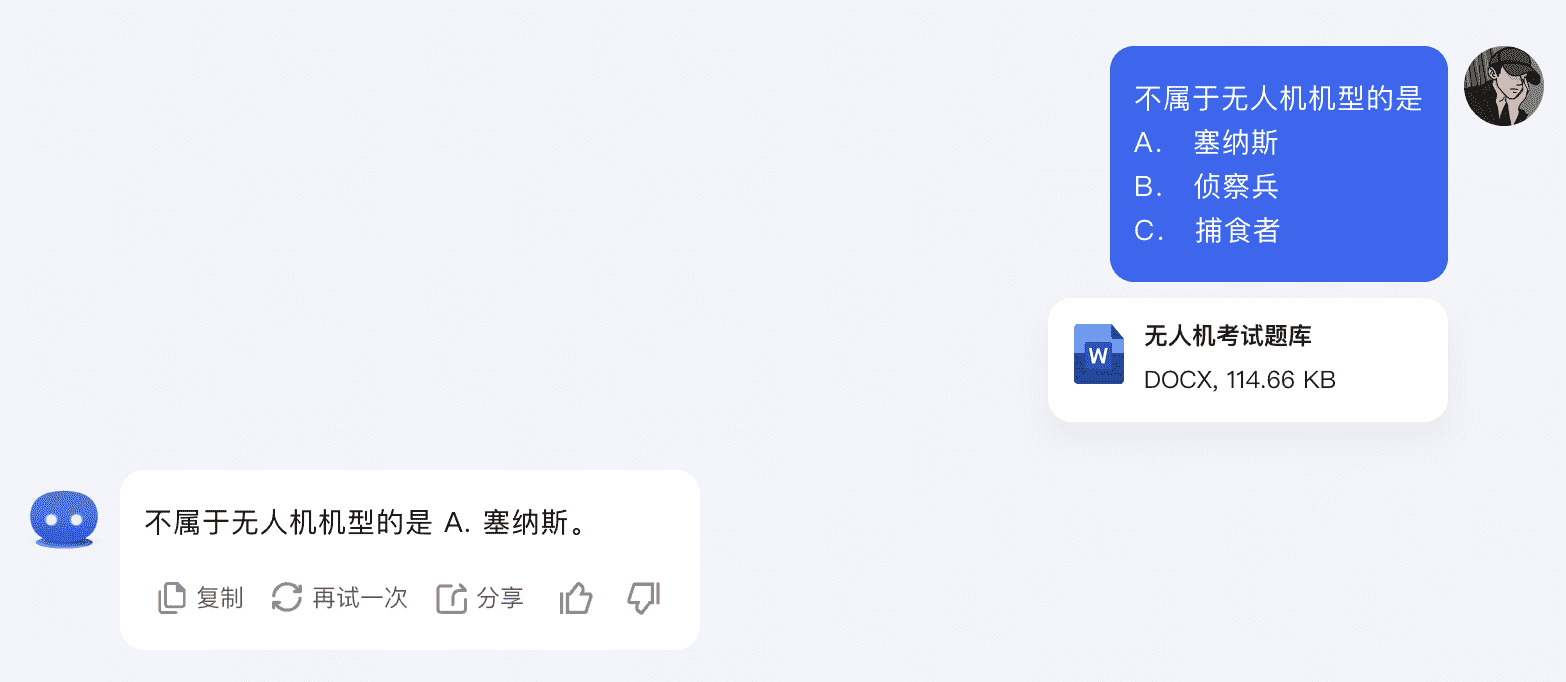 不属于无人机机型的是
A. 塞纳斯
B. 侦察兵
C. 捕食者
W
无人机考试题库
DOCX, 114.66 KB
不属于无人机机型的是 A. 塞纳斯。
复制 再试一次 分享